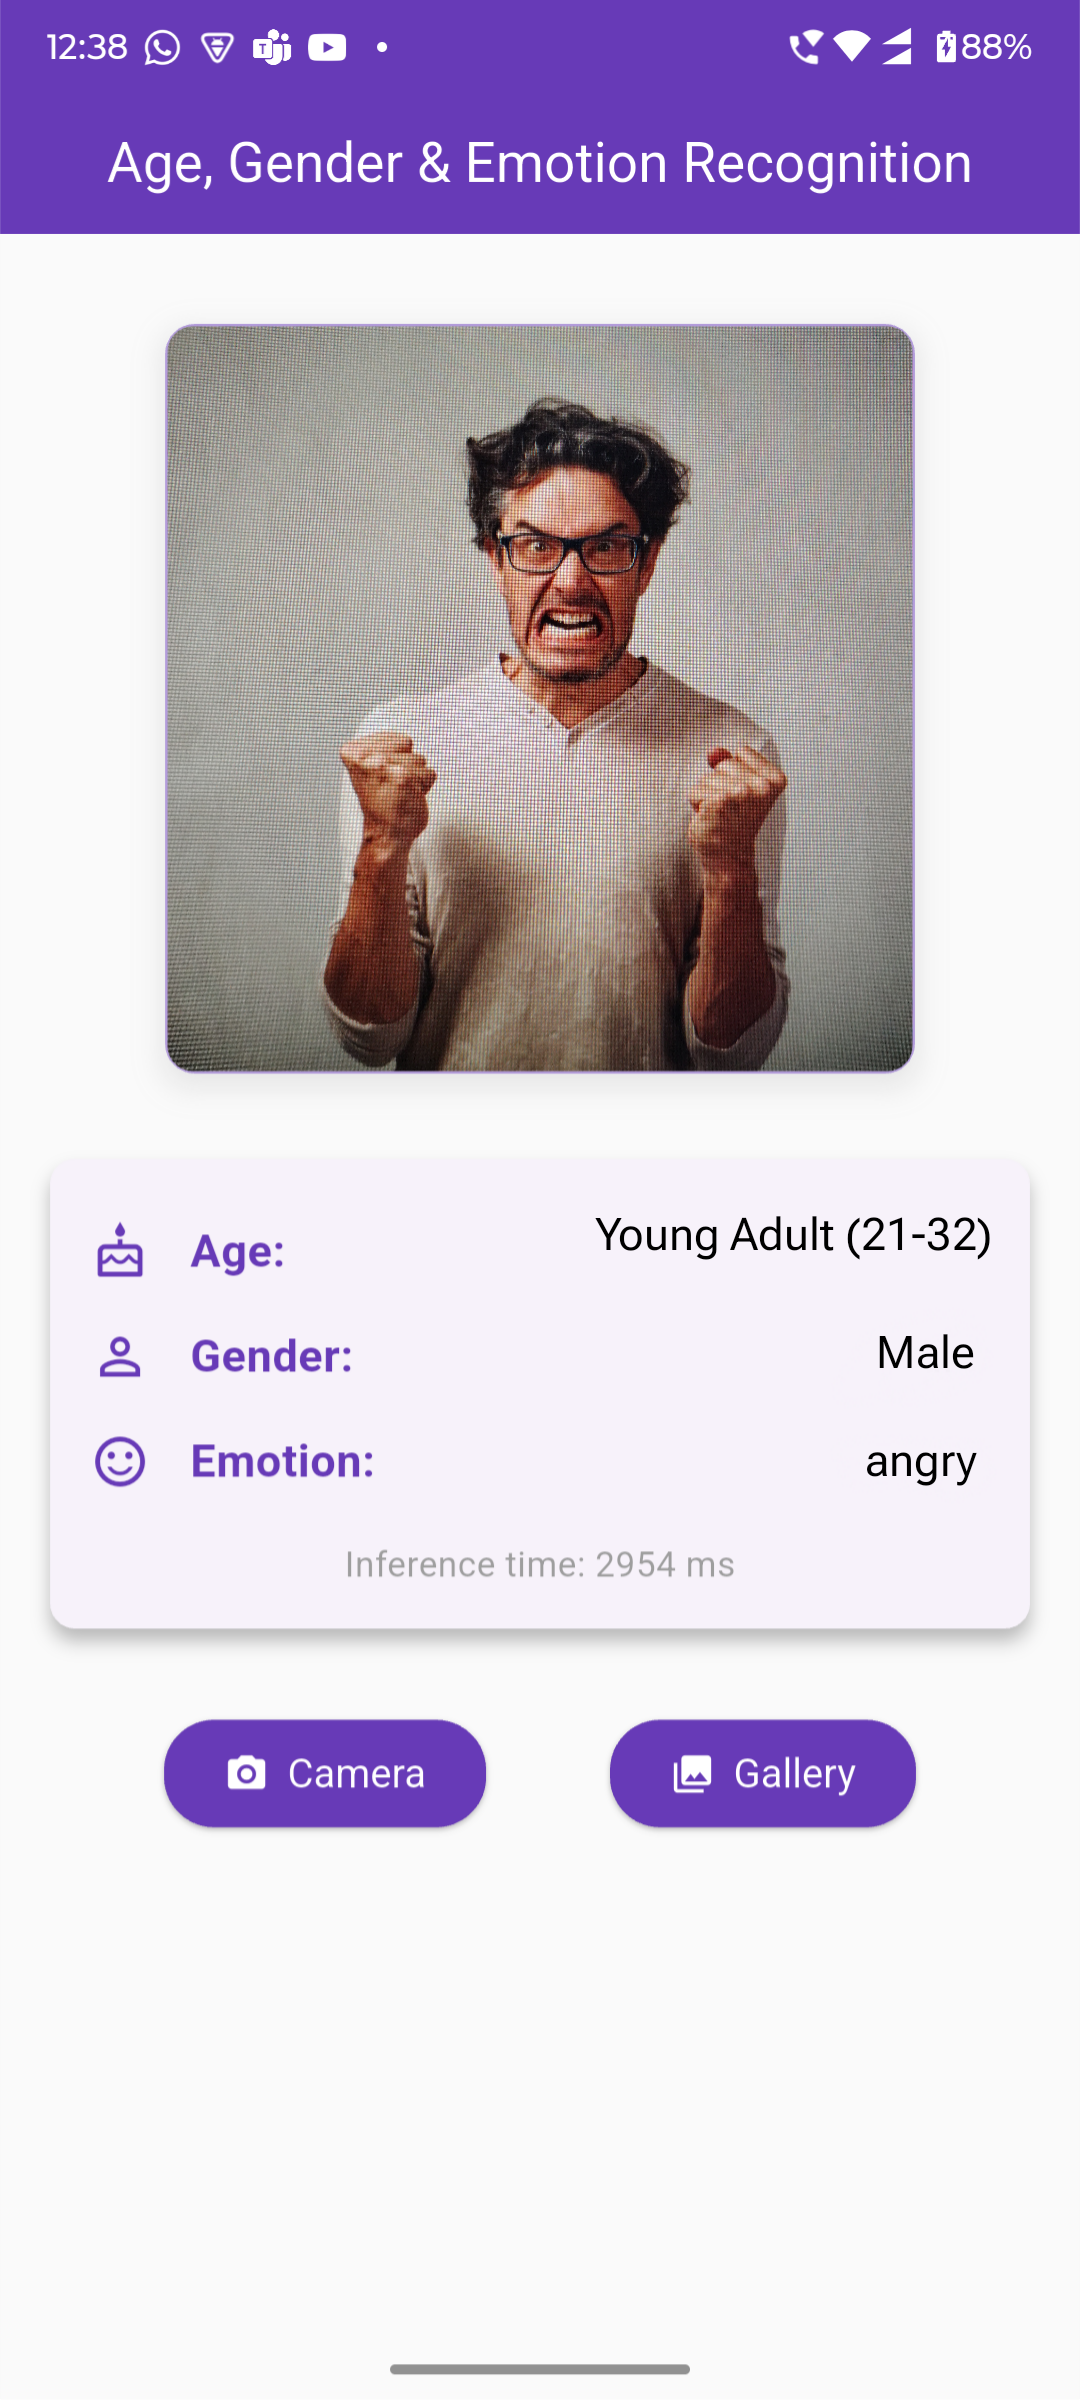 12:38 88%
Age, Gender & Emotion Recognition
Age: Young Adult (21-32)
Gender: Male
Emotion: angry
Inference time: 2954 ms
Camera Gallery